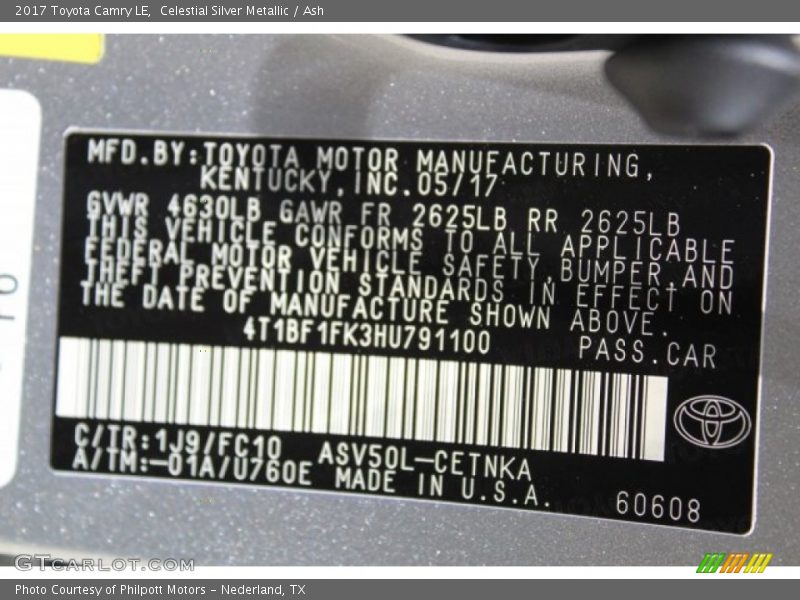 2017 Toyota Camry LE,  Celestial Silver Metallic / Ash
MFD.BY:TOYOTA MOTOR MANUFACTURING,
KENTUCKY,INC.05/17
GVWR 4630LB GAWR FR 2625LB RR 2625LB
THIS VEHICLE CONFORMS TO ALL APPLICABLE
FEDERAL MOTOR VEHICLE SAFETY,BUMPER,AND
THEFT PREVENTION STANDARDS IN EFFECT ON
THE DATE OF MANUFACTURE SHOWN ABOVE.
4T1BF1FK3HU791100 PASS.CAR
C/TR:1J9/FC10 ASV50L-CETNKA
A/TM:-01A/U760E MADE IN U.S.A.
60608
GTCARLOT.COM
Photo Courtesy of Philpott Motors - Nederland, TX